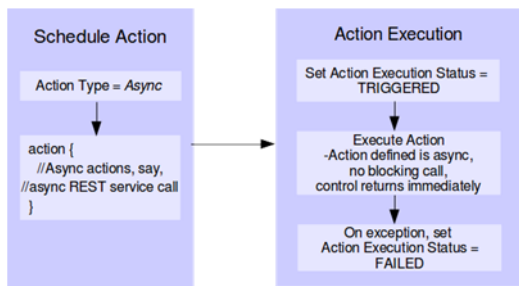 Schedule Action
Action Type = Async
action {
//Async actions, say,
//async REST service call
}
Action Execution
Set Action Execution Status =
TRIGGERED
Execute Action
-Action defined is async,
no blocking call,
control returns immediately
On exception, set
Action Execution Status =
FAILED